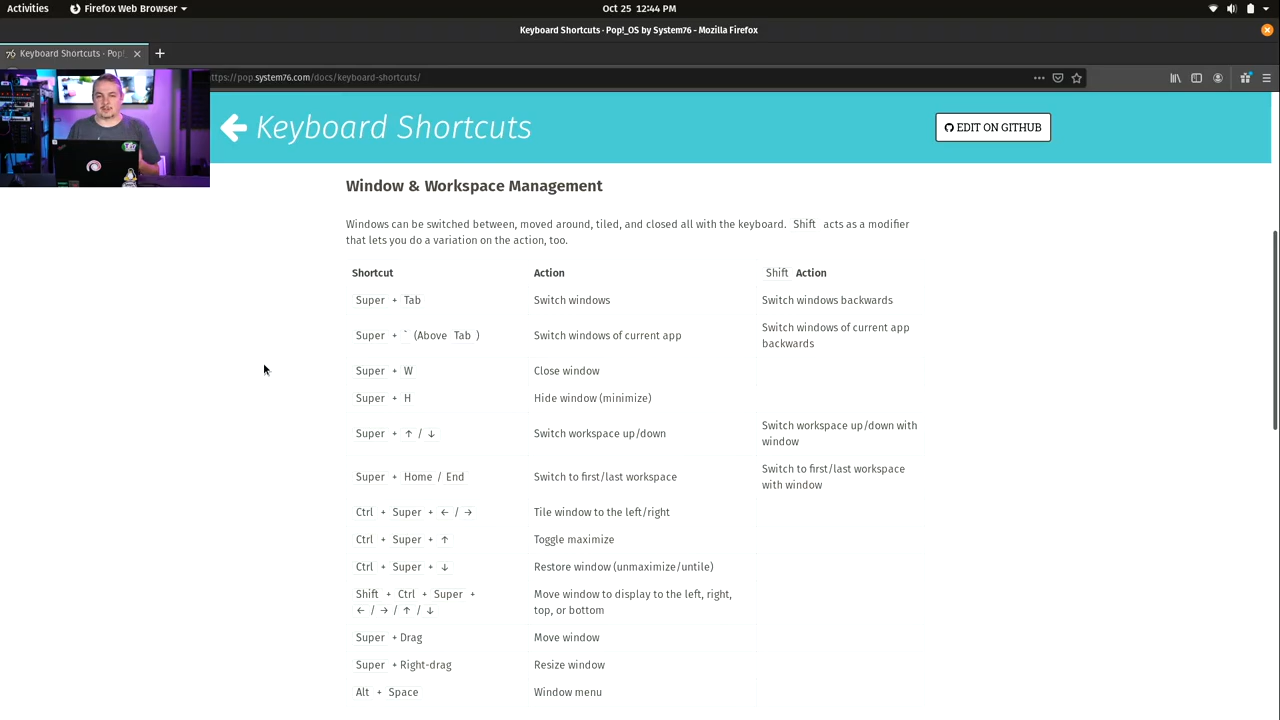 Activities Firefox Web Browser Oct 25 12:44 PM
Keyboard Shortcuts · Pop!_OS by System76 - Mozilla Firefox
Keyboard Shortcuts · Pop!
ttps://pop.system76.com/docs/keyboard-shortcuts/
Keyboard Shortcuts
EDIT ON GITHUB
Window & Workspace Management
Windows can be switched between, moved around, tiled, and closed all with the keyboard. Shift acts as a modifier
that lets you do a variation on the action, too.
Shortcut Action Shift Action
Super + Tab Switch windows Switch windows backwards
Super + ` (Above Tab ) Switch windows of current app Switch windows of current app
backwards
Super + W Close window
Super + H Hide window (minimize)
Super + ↑ / ↓ Switch workspace up/down Switch workspace up/down with
window
Super + Home / End Switch to first/last workspace Switch to first/last workspace
with window
Ctrl + Super + ← / → Tile window to the left/right
Ctrl + Super + ↑ Toggle maximize
Ctrl + Super + ↓ Restore window (unmaximize/untile)
Shift + Ctrl + Super + Move window to display to the left, right,
← / → / ↑ / ↓ top, or bottom
Super + Drag Move window
Super + Right-drag Resize window
Alt + Space Window menu